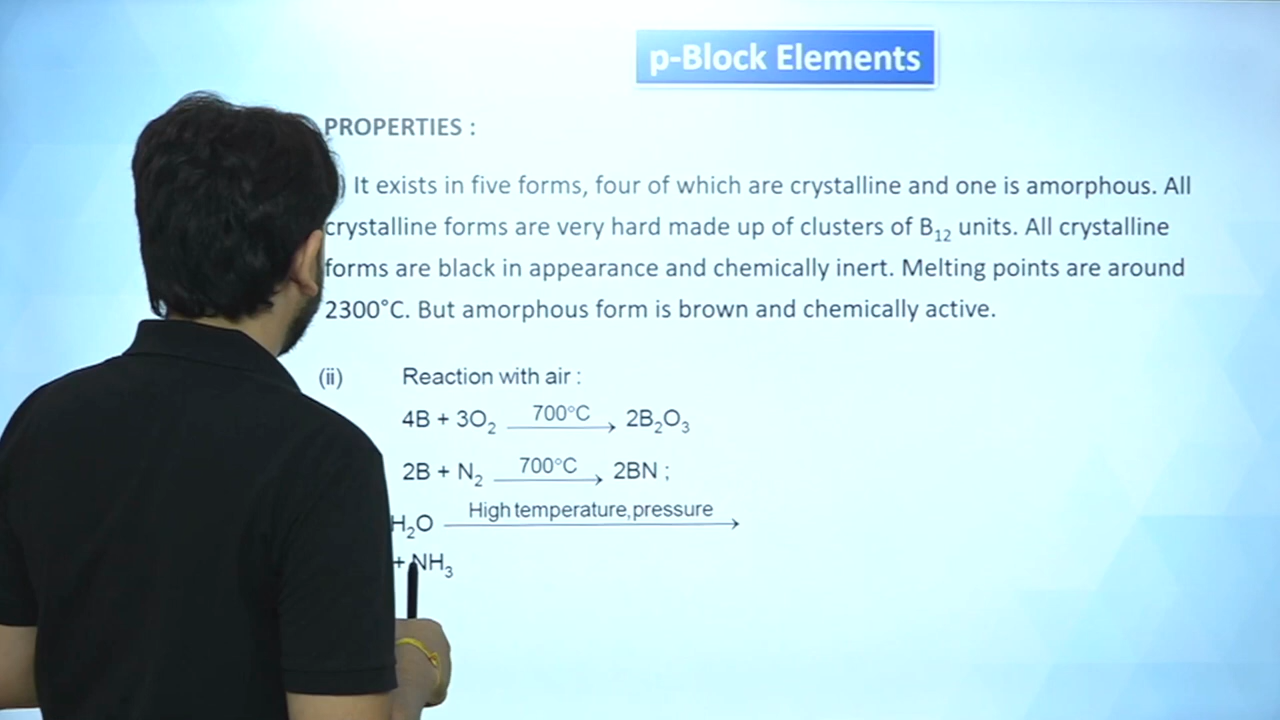 p-Block Elements
PROPERTIES :
) It exists in five forms, four of which are crystalline and one is amorphous. All
crystalline forms are very hard made up of clusters of B₁₂ units. All crystalline
forms are black in appearance and chemically inert. Melting points are around
2300°C. But amorphous form is brown and chemically active.
(ii) Reaction with air :
4B + 3O₂ 700°C → 2B₂O₃
2B + N₂ 700°C → 2BN ;
H₂O High temperature, pressure →
+ NH₃